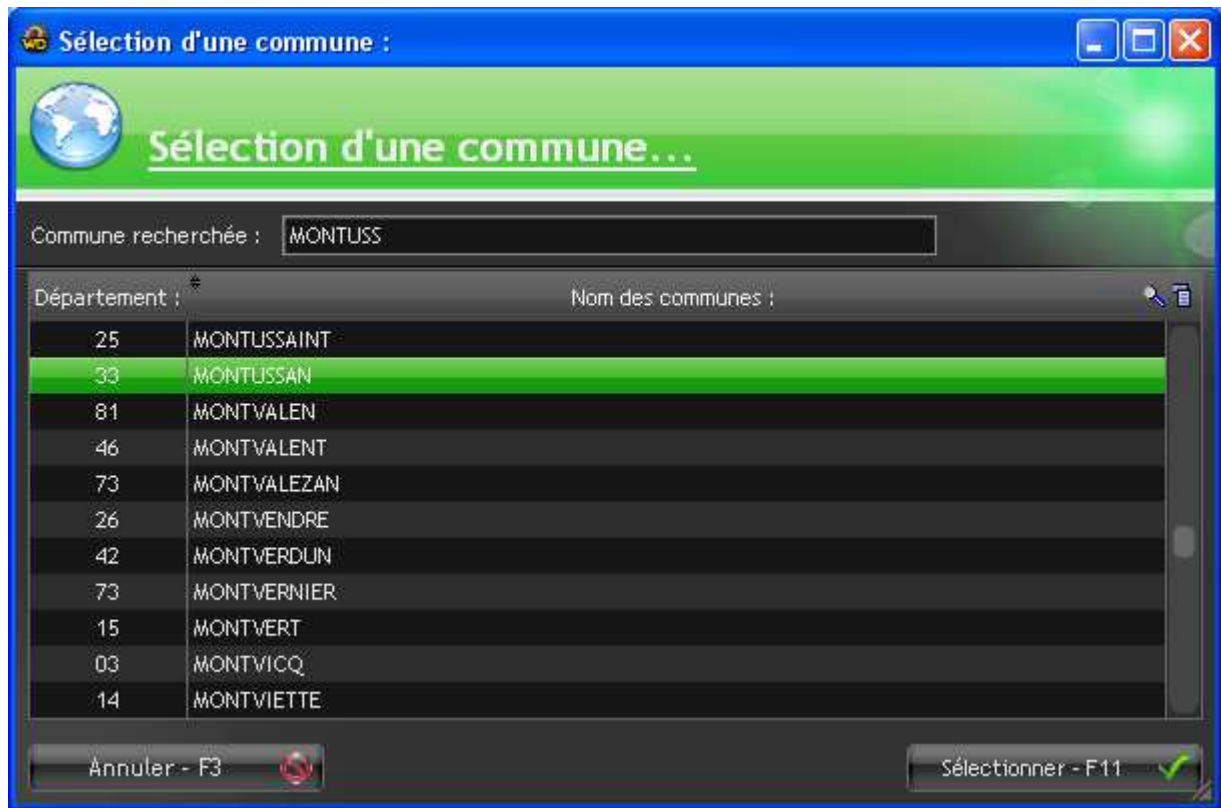 Sélection d'une commune :
Sélection d'une commune...
Commune recherchée : MONTUSS
Département : Nom des communes :
25 MONTUSSAINT
33 MONTUSSAN
81 MONTVALEN
46 MONTVALENT
73 MONTVALEZAN
26 MONTVENDRE
42 MONTVERDUN
73 MONTVERNIER
15 MONTVERT
03 MONTVICQ
14 MONTVIETTE
Annuler - F3 Sélectionner - F11